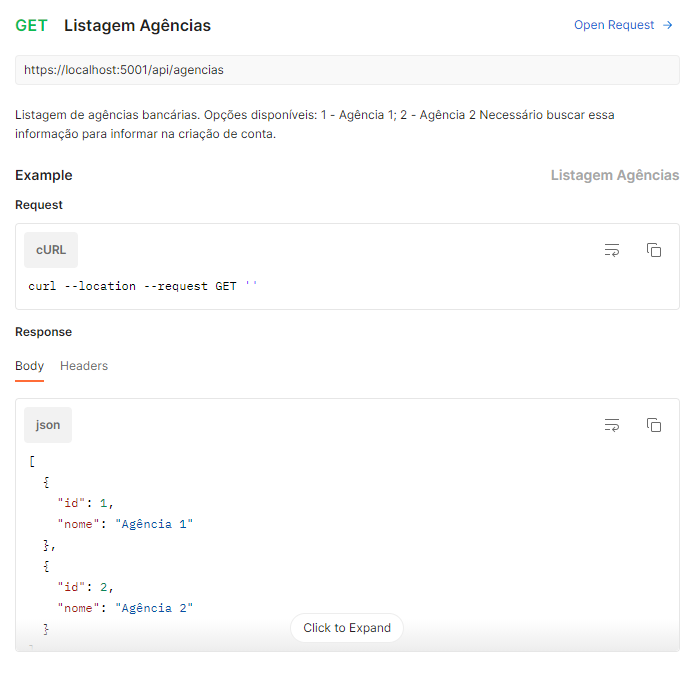 GET Listagem Agências Open Request →
https://localhost:5001/api/agencias
Listagem de agências bancárias. Opções disponíveis: 1 - Agência 1; 2 - Agência 2 Necessário buscar essa
informação para informar na criação de conta.
Example Listagem Agências
Request
cURL
curl --location --request GET ''
Response
Body Headers
json
[
  {
    "id": 1,
    "nome": "Agência 1"
  },
  {
    "id": 2,
    "nome": "Agência 2"
  }
Click to Expand